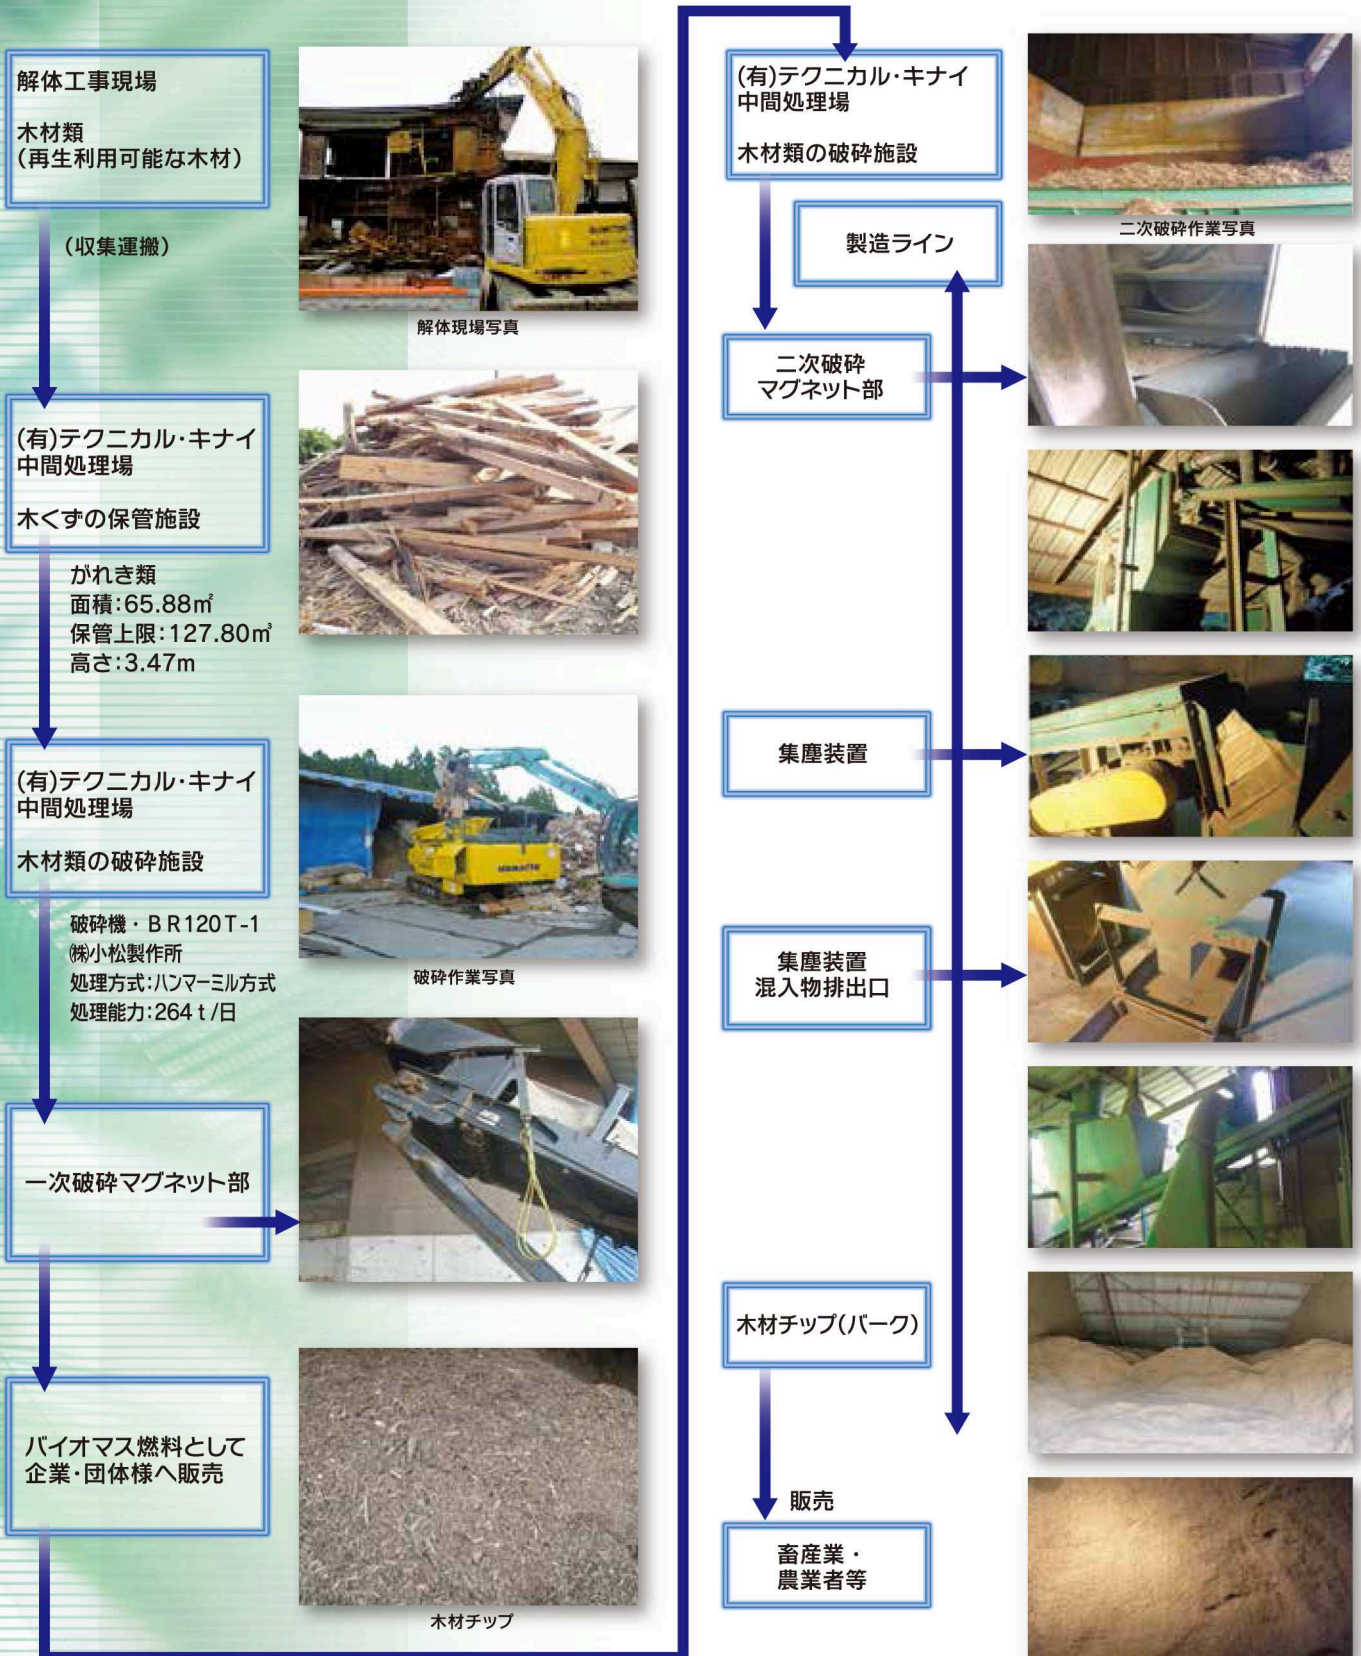 解体工事現場
木材類
(再生利用可能な木材)
(収集運搬)
解体現場写真
(有)テクニカル・キナイ
中間処理場
木くずの保管施設
がれき類
面積:65.88㎡
保管上限:127.80㎥
高さ:3.47m
(有)テクニカル・キナイ
中間処理場
木材類の破砕施設
破砕機・BR120T-1
㈱小松製作所
処理方式:ハンマーミル方式
処理能力:264t/日
KOMATSU
破砕作業写真
一次破砕マグネット部
バイオマス燃料として
企業・団体様へ販売
木材チップ
(有)テクニカル・キナイ
中間処理場
木材類の破砕施設
二次破砕作業写真
製造ライン
二次破砕
マグネット部
集塵装置
集塵装置
混入物排出口
木材チップ(バーク)
販売
畜産業・
農業者等